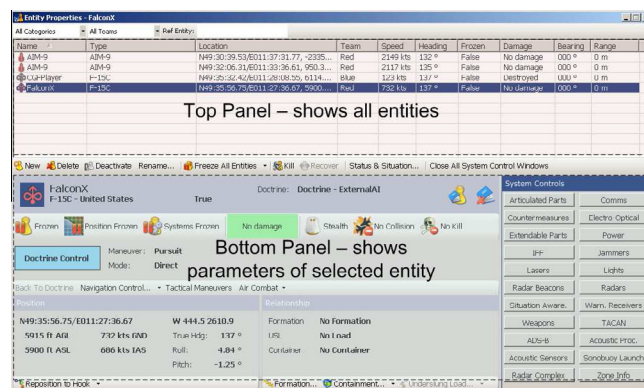 Entity Properties - FalconX
All Categories All Teams Ref Entity:
Name Type Location Team Speed Heading Frozen Damage Bearing Range
AIM-9 AIM-9 N49:30:39.53/E011:37:31.77, -2335... Red 2149 kts 132 ° False No damage 000 ° 0 m
AIM-9 AIM-9 N49:32:06.31/E011:33:36.61, 950.3... Red 2117 kts 135 ° False No damage 000 ° 0 m
CGFPlayer F-15C N49:35:32.42/E011:28:08.55, 6114.... Blue 123 kts 137 ° False Destroyed 000 ° 0 m
FalconX F-15C N49:35:56.75/E011:27:36.67, 5900.... Red 732 kts 137 ° False No damage 000 ° 0 m
Top Panel – shows all entities
New Delete Deactivate Rename... Freeze All Entities Kill Recover Status & Situation... Close All System Control Windows
FalconX
F-15C - United States True
Doctrine: Doctrine - ExternalAI
Frozen Position Frozen Systems Frozen No damage Stealth No Collision No Kill
Doctrine Control
Maneuver: Pursuit
Mode: Direct
Bottom Panel – shows
parameters of selected entity
Back To Doctrine Navigation Control... Tactical Maneuvers Air Combat
Position
N49:35:56.75/E011:27:36.67 W 444.5 2610.9
5915 ft AGL 732 kts GND True Hdg: 137 °
5900 ft ASL 686 kts IAS Roll: 4.84 °
Pitch: -1.25 °
Reposition to Hook
Relationship
Formation No Formation
USL No Load
Container No Container
Formation... Containment... Underslung Load...
System Controls
Articulated Parts Comms
Countermeasures Electro Optical
Extendable Parts Power
IFF Jammers
Lasers Lights
Radar Beacons Radars
Situation Aware. Warn. Receivers
Weapons TACAN
ADS-B Acoustic Proc.
Acoustic Sensors Sonobuoy Launch
Radar Complex Zone Info